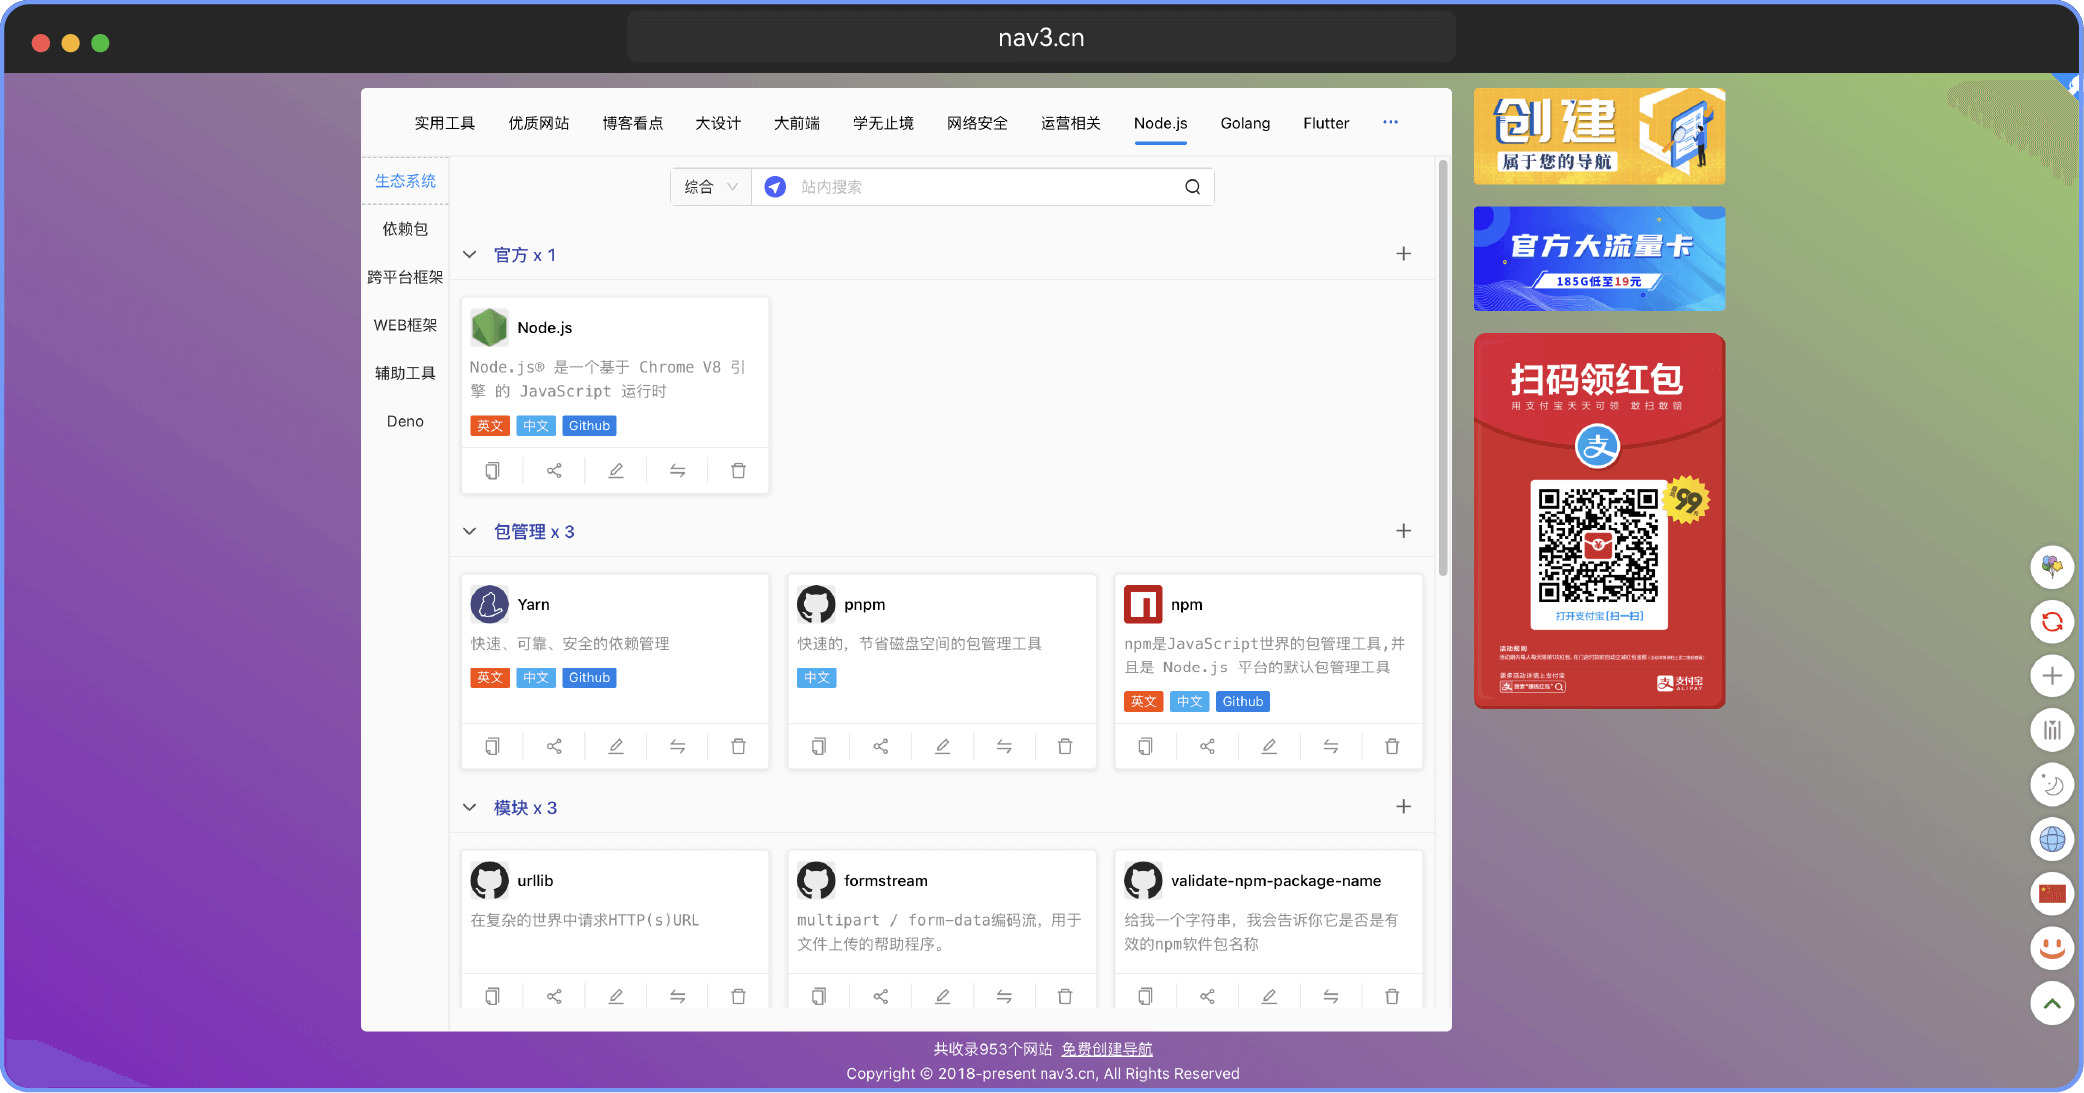 nav3.cn
实用工具 优质网站 博客看点 大设计 大前端 学无止境 网络安全 运营相关 Node.js Golang Flutter ···
生态系统
依赖包
跨平台框架
WEB框架
辅助工具
Deno
综合 站内搜索
官方 x 1
Node.js
Node.js® 是一个基于 Chrome V8 引
擎 的 JavaScript 运行时
英文 中文 Github
包管理 x 3
Yarn
快速、可靠、安全的依赖管理
英文 中文 Github
pnpm
快速的，节省磁盘空间的包管理工具
中文
npm
npm是JavaScript世界的包管理工具,并
且是 Node.js 平台的默认包管理工具
英文 中文 Github
模块 x 3
urllib
在复杂的世界中请求HTTP(s)URL
formstream
multipart / form-data编码流，用于
文件上传的帮助程序。
validate-npm-package-name
给我一个字符串，我会告诉你它是否是有
效的npm软件包名称
创建
属于您的导航
官方大流量卡
185G低至19元
扫码领红包
用支付宝天天可领 敢扫敢赔
支
99
打开支付宝[扫一扫]
活动规则
更多活动详情上支付宝
支付宝
ALIPAY
共收录953个网站 免费创建导航
Copyright © 2018-present nav3.cn, All Rights Reserved